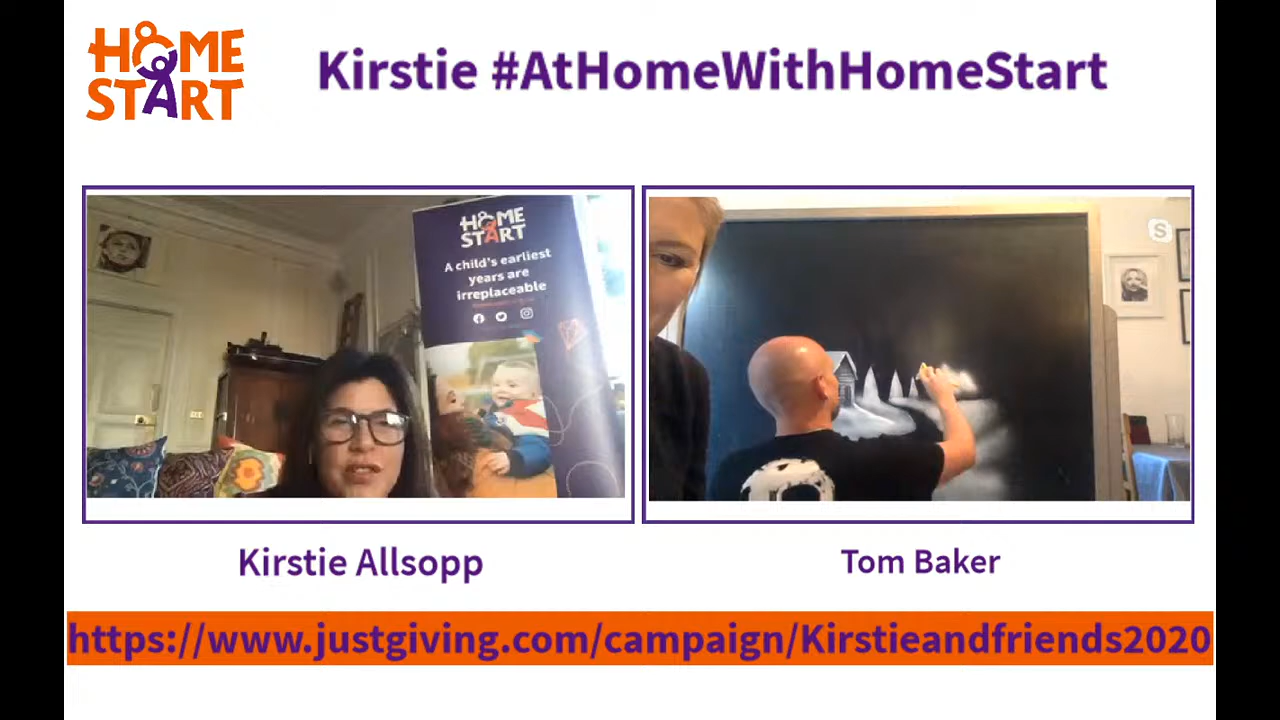 HOME
START
Kirstie #AtHomeWithHomeStart
HOME
START
A child's earliest
years are
irreplaceable
S
Kirstie Allsopp
Tom Baker
https://www.justgiving.com/campaign/Kirstieandfriends2020